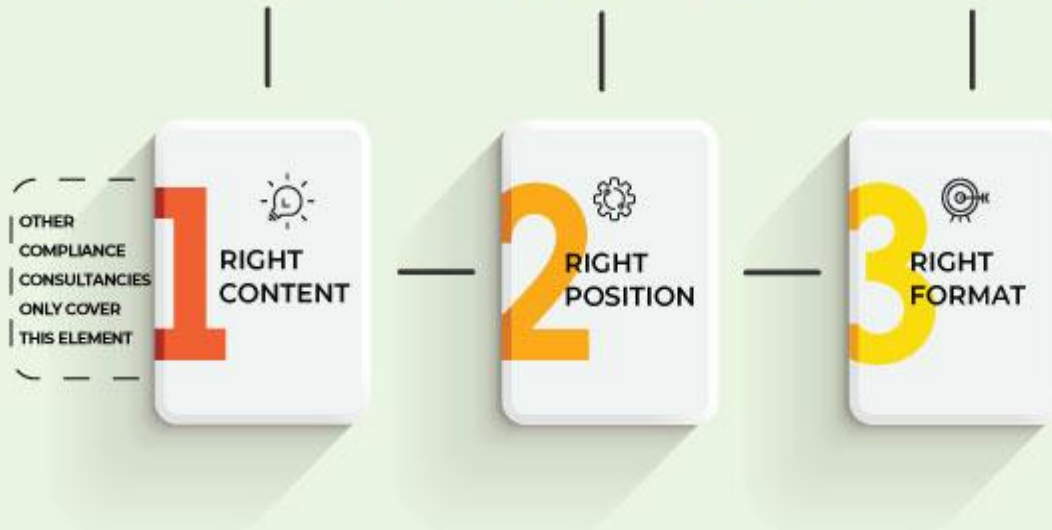 OTHER
COMPLIANCE
CONSULTANCIES
ONLY COVER
THIS ELEMENT
1
RIGHT
CONTENT
2
RIGHT
POSITION
3
RIGHT
FORMAT